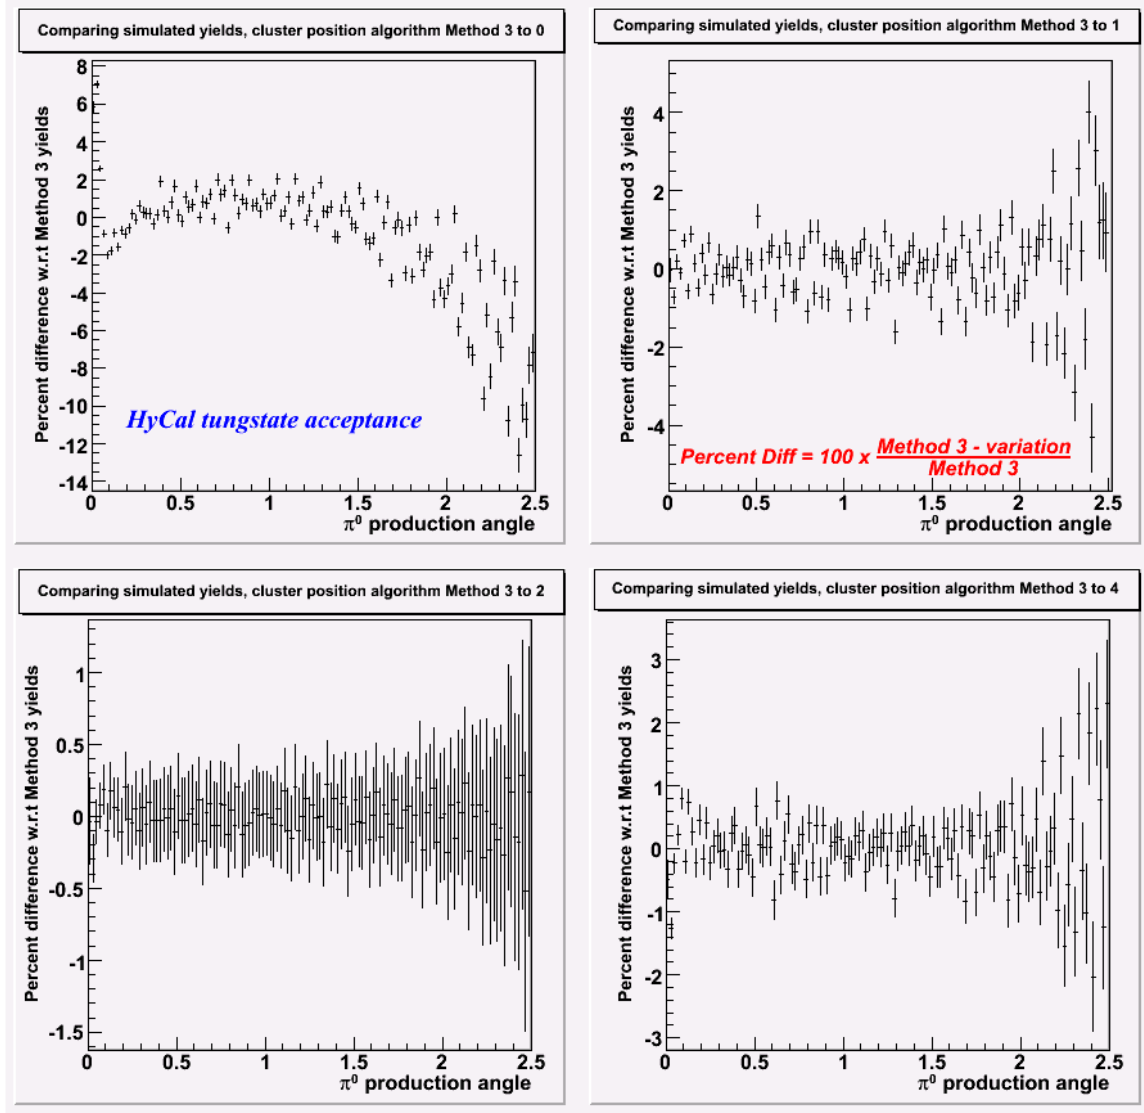 Comparing simulated yields, cluster position algorithm Method 3 to 0
Percent difference w.r.t Method 3 yields
8
6
4
2
0
-2
-4
-6
-8
-10
-12
-14
HyCal tungstate acceptance
0 0.5 1 1.5 2 2.5
π⁰ production angle
Comparing simulated yields, cluster position algorithm Method 3 to 1
Percent difference w.r.t Method 3 yields
4
2
0
-2
-4
Percent Diff = 100 x Method 3 - variation
Method 3
0 0.5 1 1.5 2 2.5
π⁰ production angle
Comparing simulated yields, cluster position algorithm Method 3 to 2
Percent difference w.r.t Method 3 yields
1
0.5
0
-0.5
-1
-1.5
0 0.5 1 1.5 2 2.5
π⁰ production angle
Comparing simulated yields, cluster position algorithm Method 3 to 4
Percent difference w.r.t Method 3 yields
3
2
1
0
-1
-2
-3
0 0.5 1 1.5 2 2.5
π⁰ production angle